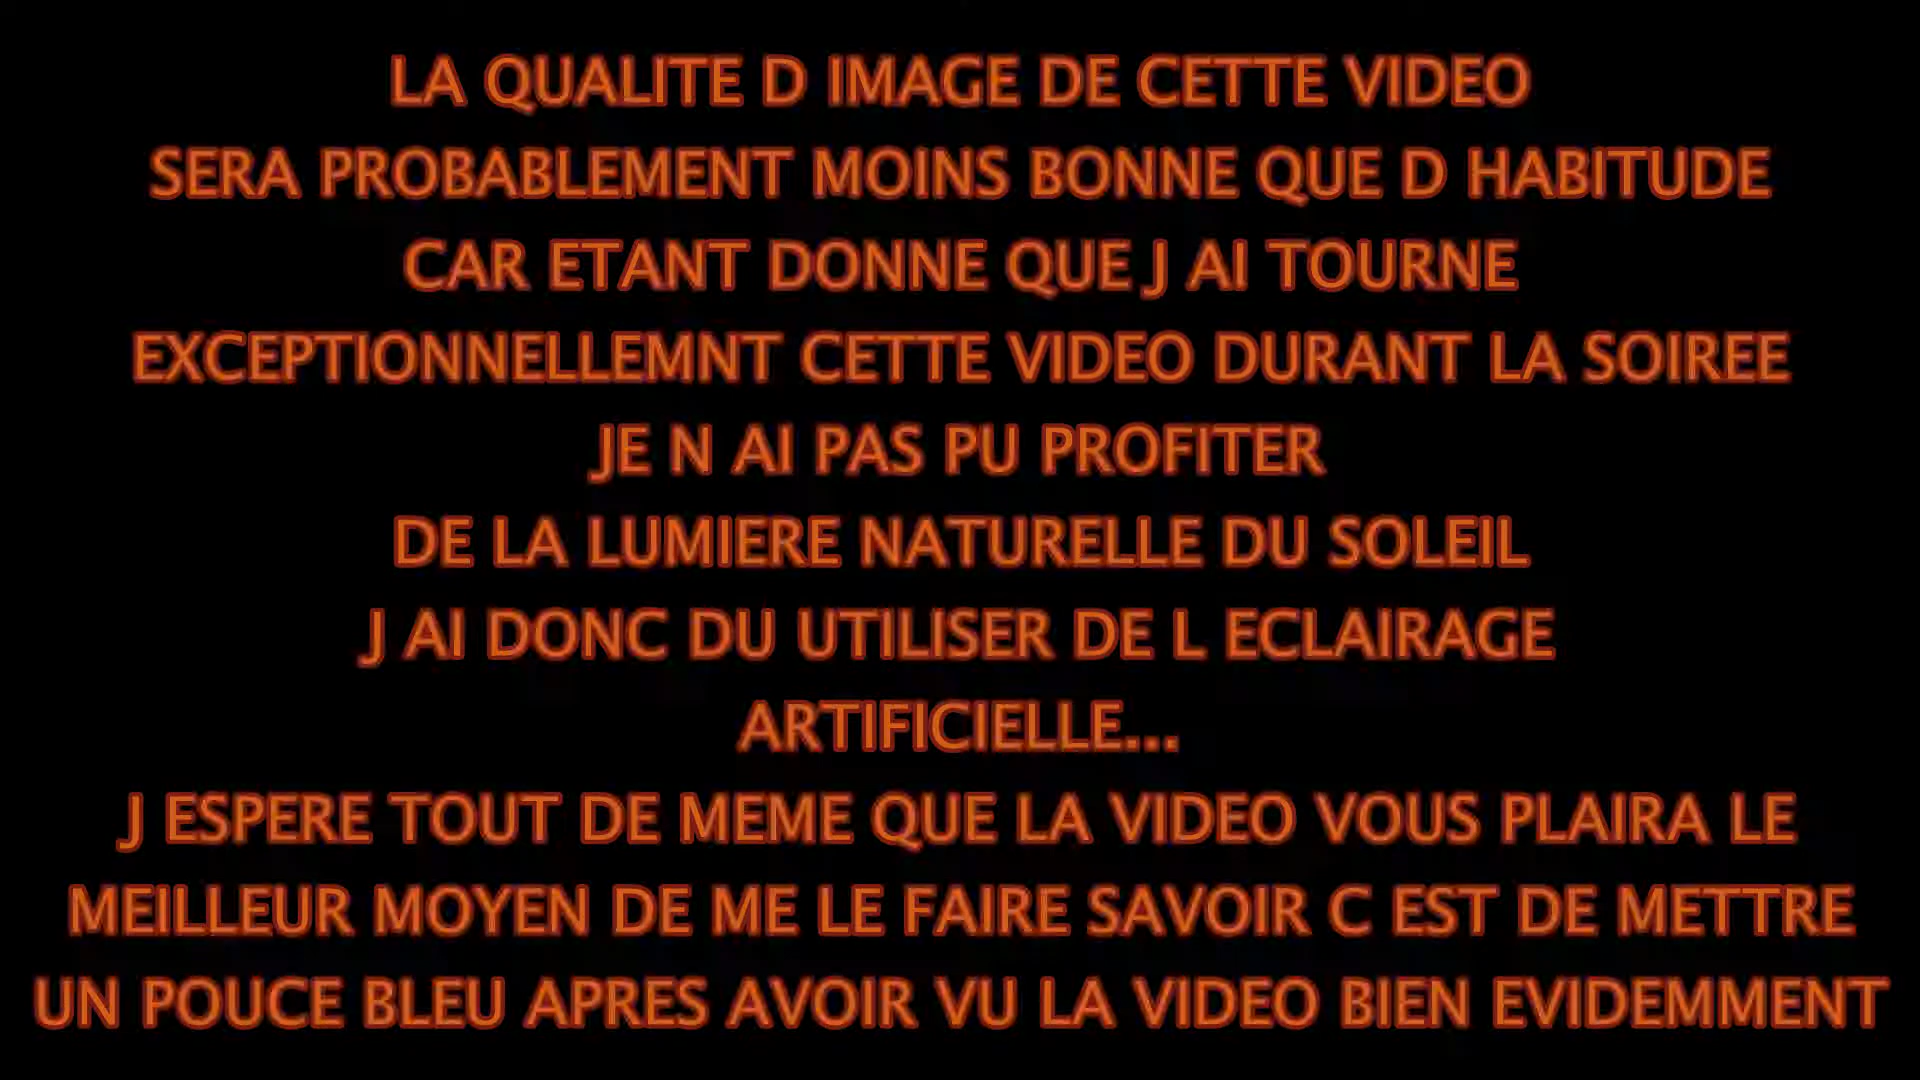 LA QUALITE D IMAGE DE CETTE VIDEO
SERA PROBABLEMENT MOINS BONNE QUE D HABITUDE
CAR ETANT DONNE QUE J AI TOURNE
EXCEPTIONNELLEMNT CETTE VIDEO DURANT LA SOIREE
JE N AI PAS PU PROFITER
DE LA LUMIERE NATURELLE DU SOLEIL
J AI DONC DU UTILISER DE L ECLAIRAGE
ARTIFICIELLE...
J ESPERE TOUT DE MEME QUE LA VIDEO VOUS PLAIRA LE
MEILLEUR MOYEN DE ME LE FAIRE SAVOIR C EST DE METTRE
UN POUCE BLEU APRES AVOIR VU LA VIDEO BIEN EVIDEMMENT